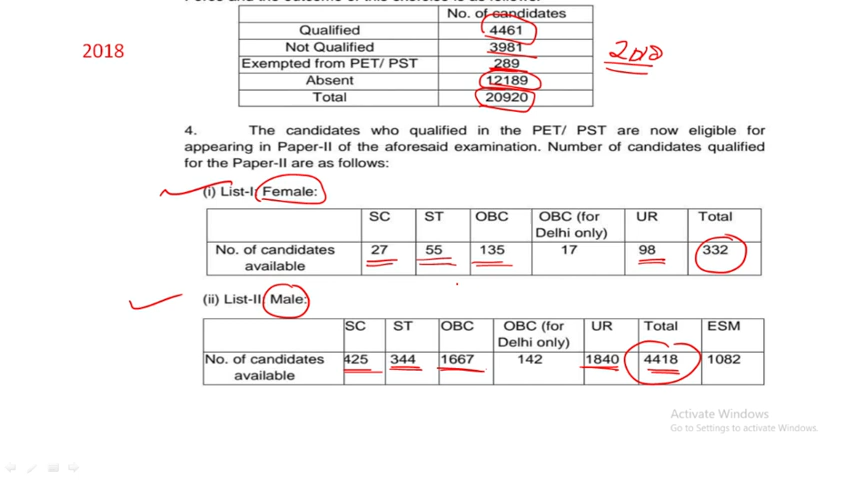 No. of candidates
Qualified 4461
Not Qualified 3981
2018
Exempted from PET/ PST 289
2018
Absent 12189
Total 20920
4. The candidates who qualified in the PET/ PST are now eligible for
appearing in Paper-II of the aforesaid examination. Number of candidates qualified
for the Paper-II are as follows:
(i) List-I: Female:
SC ST OBC OBC (for Delhi only) UR Total
No. of candidates available 27 55 135 17 98 332
(ii) List-II: Male:
SC ST OBC OBC (for Delhi only) UR Total ESM
No. of candidates available 425 344 1667 142 1840 4418 1082
Activate Windows
Go to Settings to activate Windows.